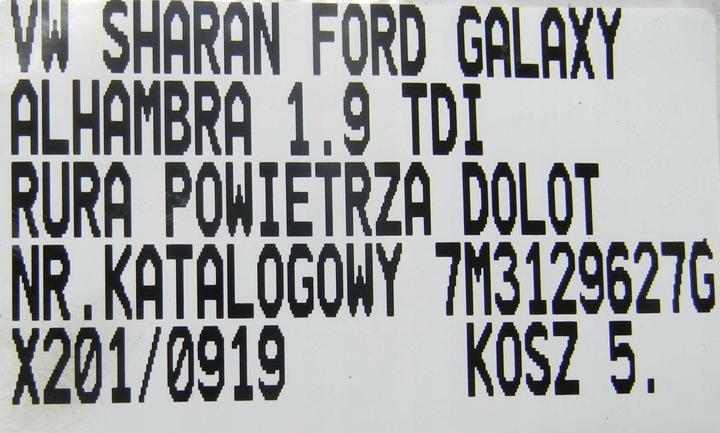 VW SHARAN FORD GALAXY
ALHAMBRA 1.9 TDI
RURA POWIETRZA DOLOT
NR.KATALOGOWY 7M3129627G
X201/0919 KOSZ 5.